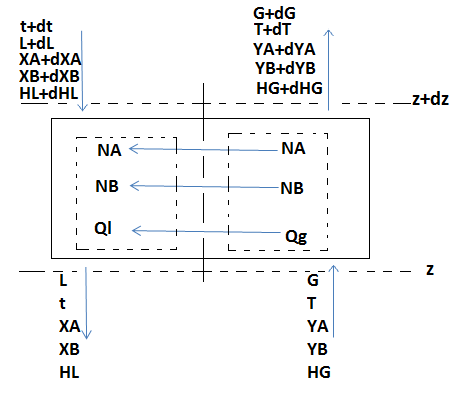 t+dt
L+dL
XA+dXA
XB+dXB
HL+dHL
G+dG
T+dT
YA+dYA
YB+dYB
HG+dHG
z+dz
NA
NA
NB
NB
Ql
Qg
z
L
t
XA
XB
HL
G
T
YA
YB
HG